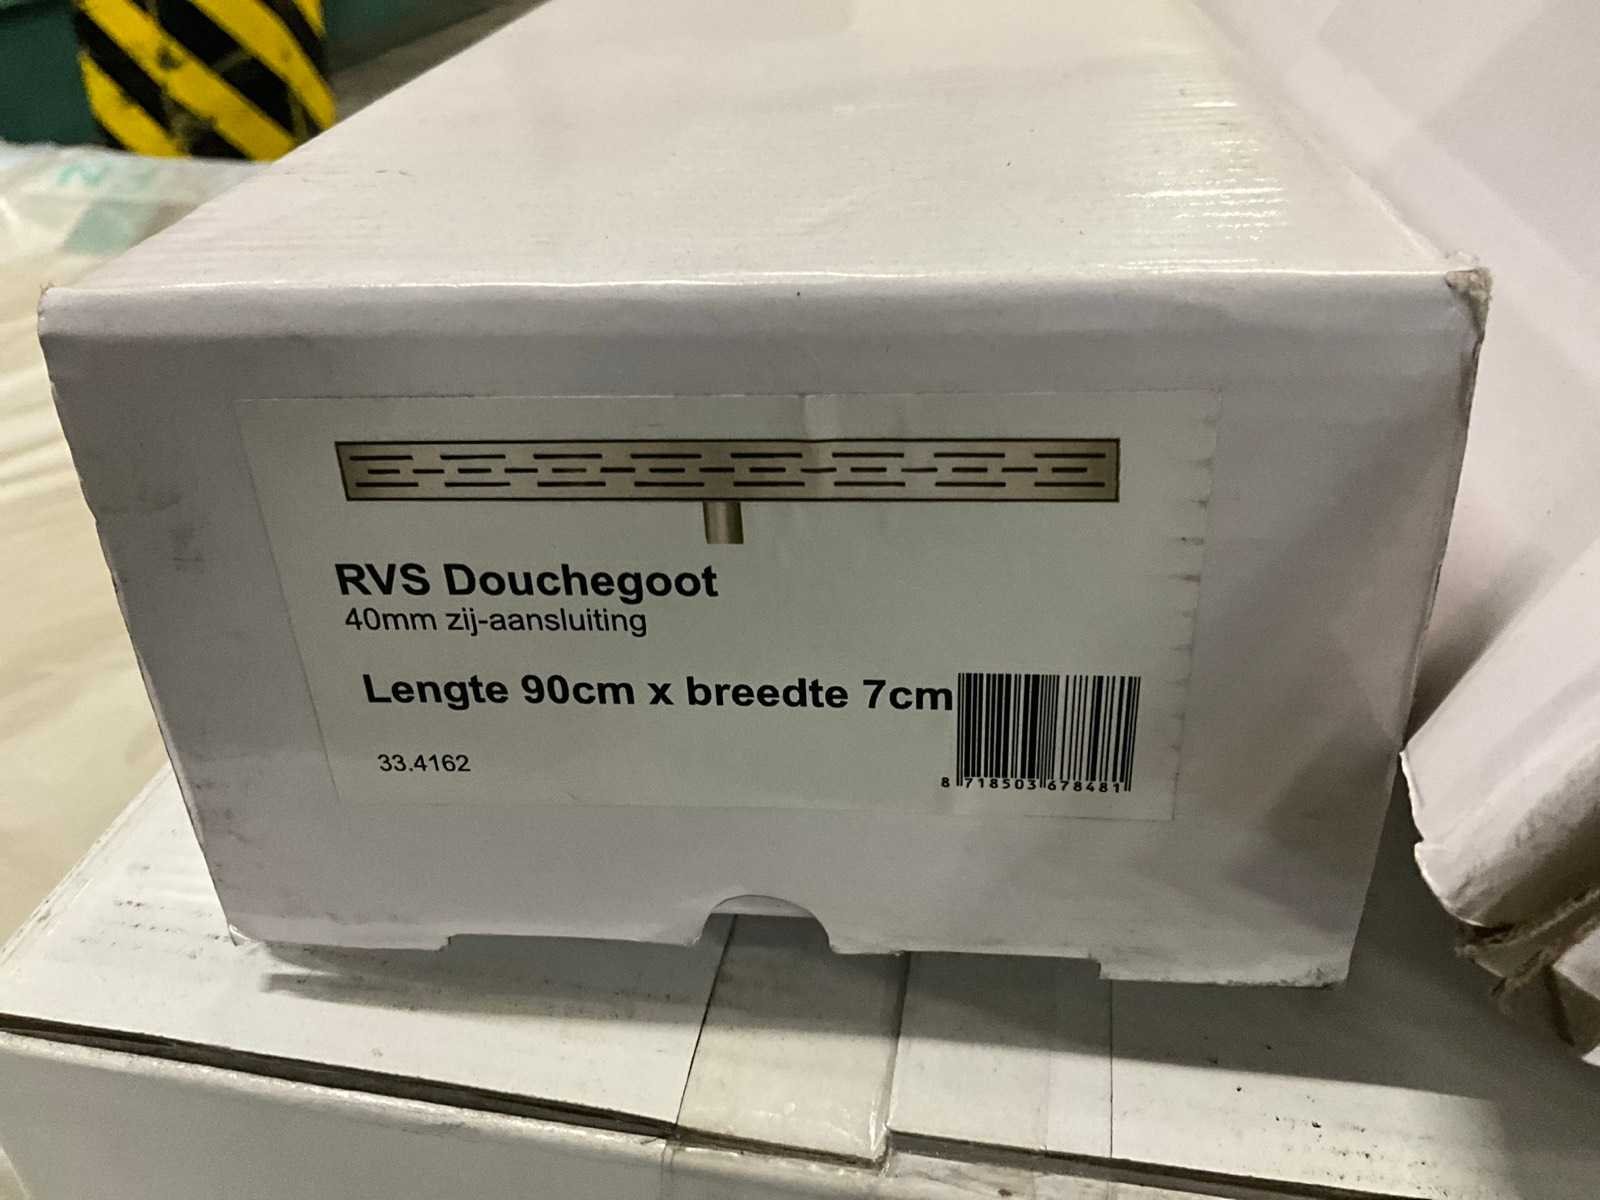 RVS Douchegoot
40mm zij-aansluiting
Lengte 90cm x breedte 7cm
33.4162
8 718503 678481